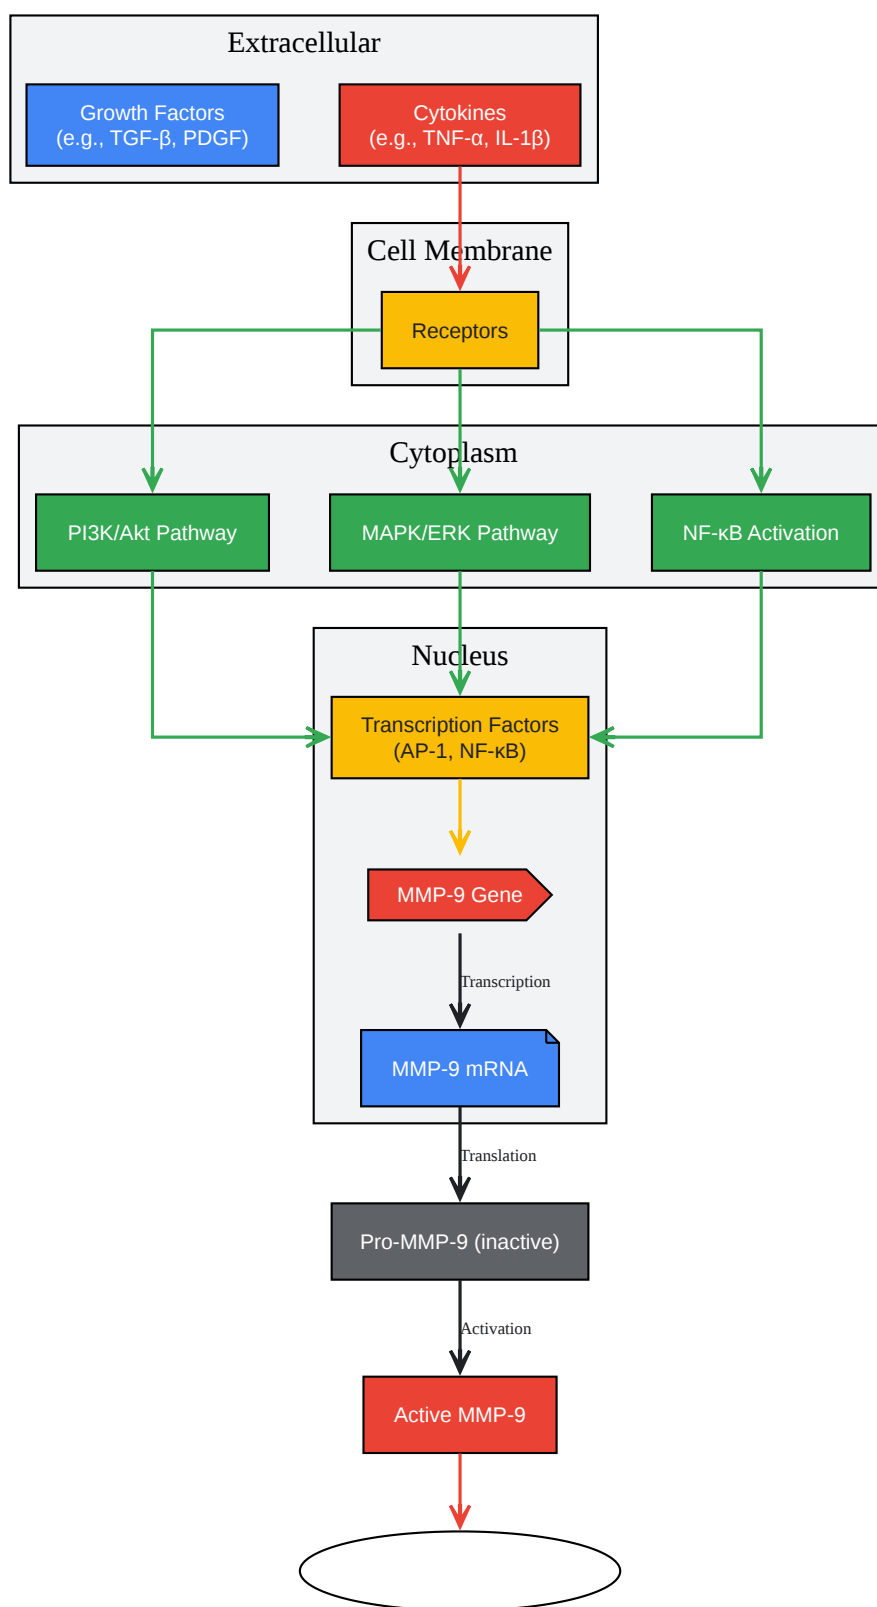 Extracellular
Growth Factors
(e.g., TGF-β, PDGF)
Cytokines
(e.g., TNF-α, IL-1β)
Cell Membrane
Receptors
Cytoplasm
PI3K/Akt Pathway
MAPK/ERK Pathway
NF-κB Activation
Nucleus
Transcription Factors
(AP-1, NF-κB)
MMP-9 Gene
Transcription
MMP-9 mRNA
Translation
Pro-MMP-9 (inactive)
Activation
Active MMP-9